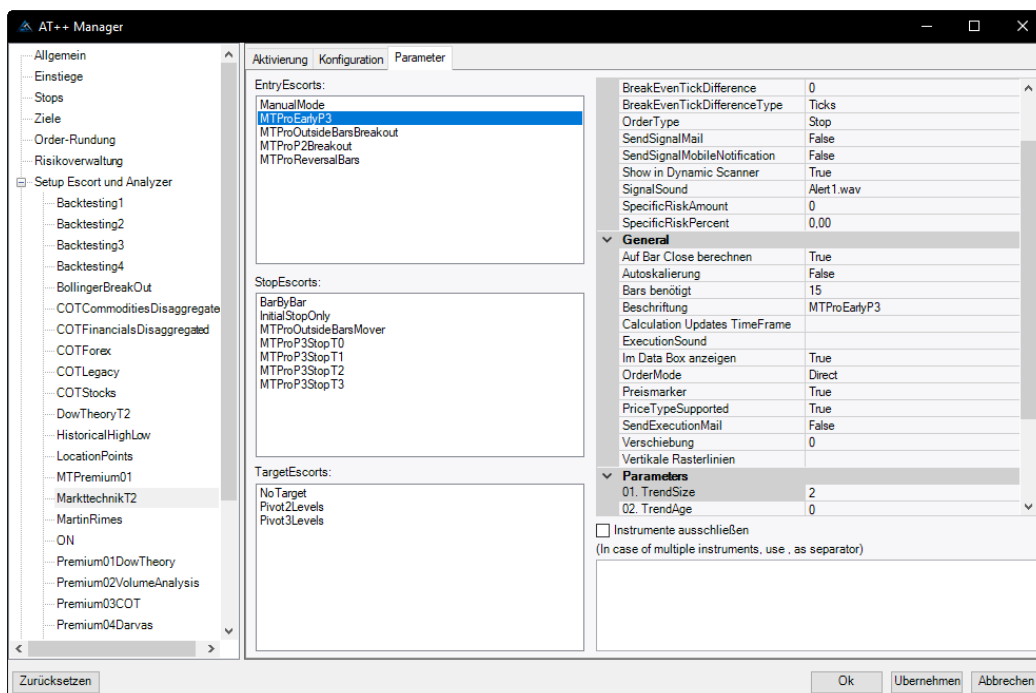 AT++ Manager
Allgemein
Einstiege
Stops
Ziele
Order-Rundung
Risikoverwaltung
Setup Escort und Analyzer
Backtesting1
Backtesting2
Backtesting3
Backtesting4
BollingerBreakOut
COTCommoditiesDisaggregate
COTFinancialsDisaggregated
COTForex
COTLegacy
COTStocks
DowTheoryT2
HistoricalHighLow
LocationPoints
MTPremium01
MarkttechnikT2
MartinRimes
ON
Premium01DowTheory
Premium02VolumeAnalysis
Premium03COT
Premium04Darvas
Aktivierung Konfiguration Parameter
EntryEscorts:
ManualMode
MTProEarlyP3
MTProOutsideBarsBreakout
MTProP2Breakout
MTProReversalBars
StopEscorts:
BarByBar
InitialStopOnly
MTProOutsideBarsMover
MTProP3StopT0
MTProP3StopT1
MTProP3StopT2
MTProP3StopT3
TargetEscorts:
NoTarget
Pivot2Levels
Pivot3Levels
BreakEvenTickDifference 0
BreakEvenTickDifferenceType Ticks
OrderType Stop
SendSignalMail False
SendSignalMobileNotification False
Show in Dynamic Scanner True
SignalSound Alert1.wav
SpecificRiskAmount 0
SpecificRiskPercent 0,00
General
Auf Bar Close berechnen True
Autoskalierung False
Bars benötigt 15
Beschriftung MTProEarlyP3
Calculation Updates TimeFrame
ExecutionSound
Im Data Box anzeigen True
OrderMode Direct
Preismarker True
PriceTypeSupported True
SendExecutionMail False
Verschiebung 0
Vertikale Rasterlinien
Parameters
01. TrendSize 2
02. TrendAge 0
Instrumente ausschließen
(In case of multiple instruments, use , as separator)
Zurücksetzen Ok Übernehmen Abbrechen